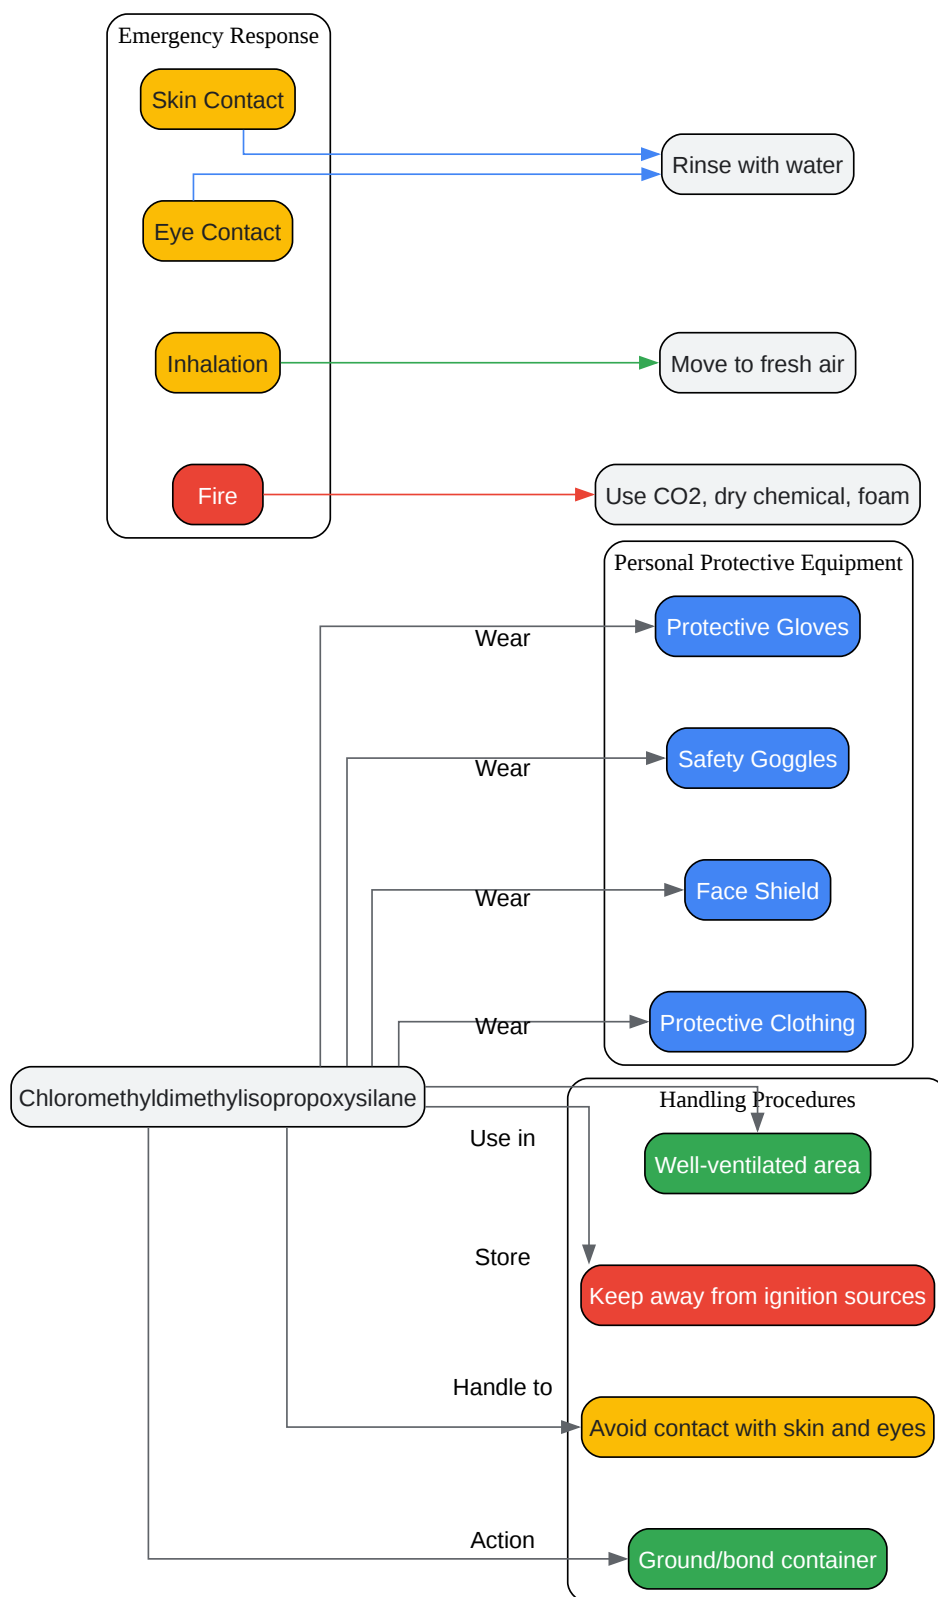 Emergency Response
Skin Contact
Rinse with water
Eye Contact
Inhalation
Move to fresh air
Fire
Use CO2, dry chemical, foam
Personal Protective Equipment
Protective Gloves
Wear
Safety Goggles
Wear
Face Shield
Wear
Protective Clothing
Wear
Chloromethyldimethylisopropoxysilane
Handling Procedures
Use in
Well-ventilated area
Store
Keep away from ignition sources
Handle to
Avoid contact with skin and eyes
Action
Ground/bond container